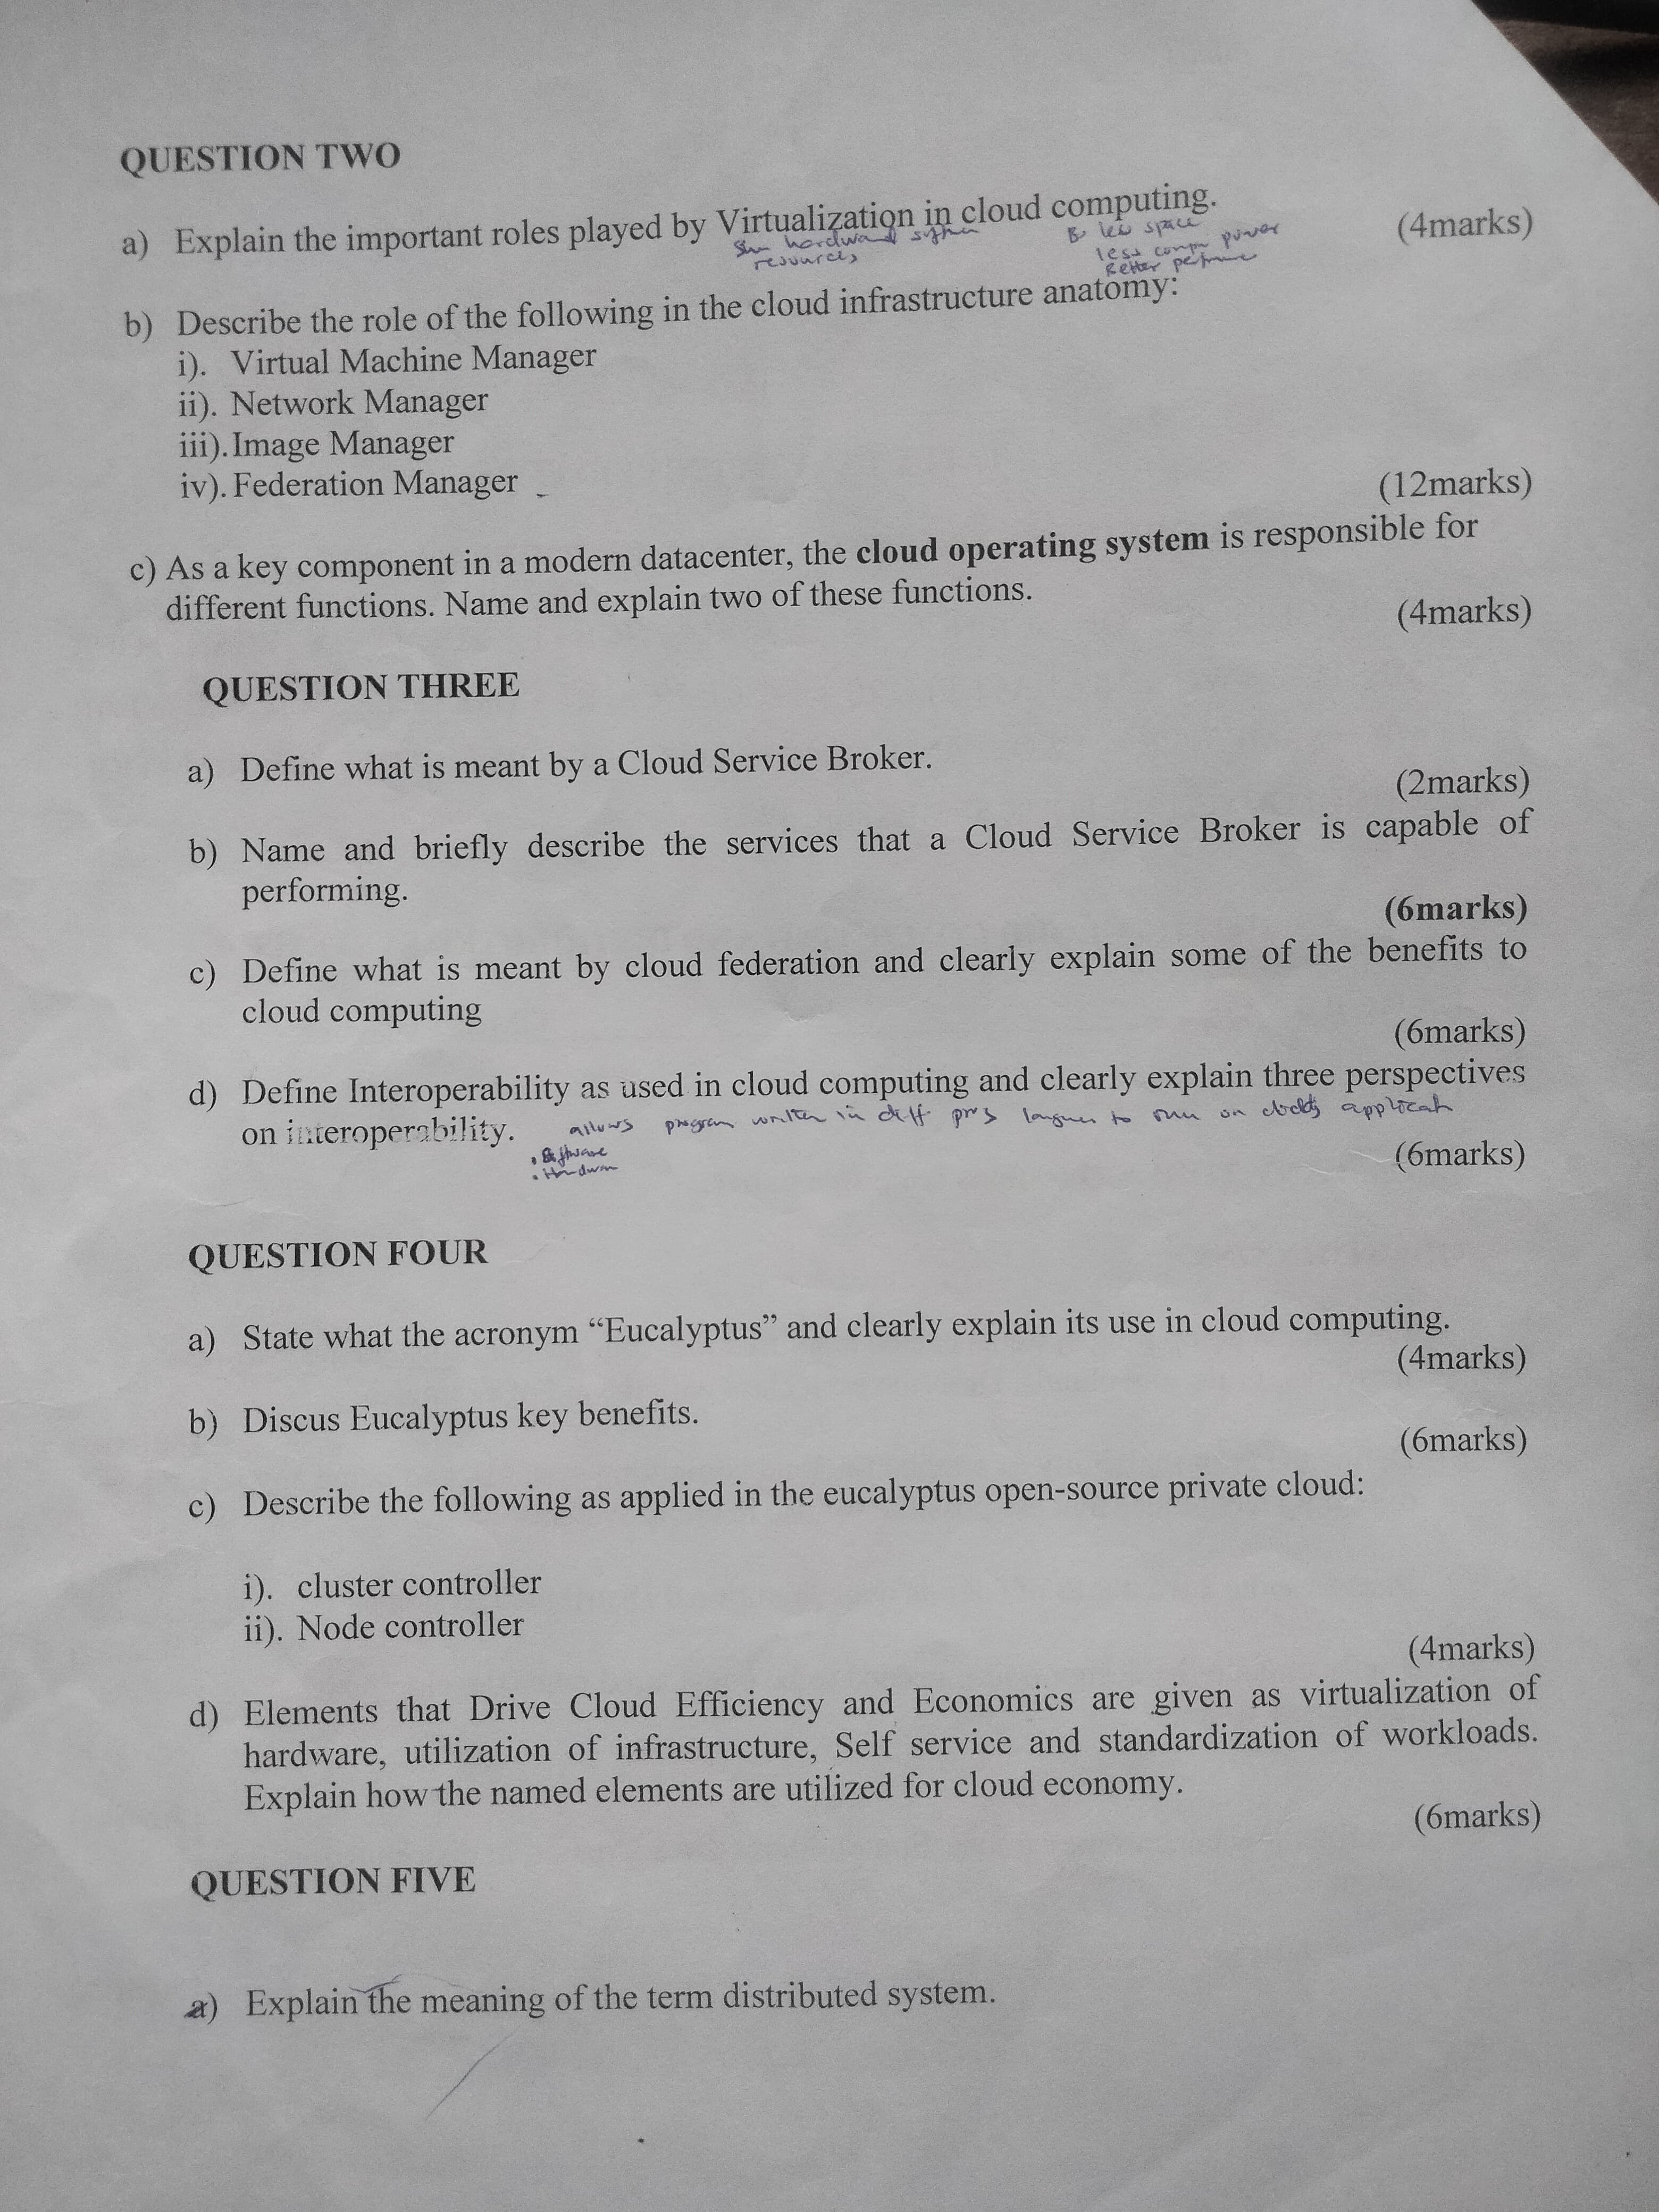 QUESTION TWO
a) Explain the important roles played by Virtualization in cloud computing.
(4marks)
hardware
resources
less space
less power
Better
b) Describe the role of the following in the cloud infrastructure anatomy:
i). Virtual Machine Manager
ii). Network Manager
iii). Image Manager
iv). Federation Manager
(12marks)
c) As a key component in a modern datacenter, the cloud operating system is responsible for
different functions. Name and explain two of these functions.
(4marks)
QUESTION THREE
a) Define what is meant by a Cloud Service Broker.
(2marks)
b) Name and briefly describe the services that a Cloud Service Broker is capable of
performing.
(6marks)
c) Define what is meant by cloud federation and clearly explain some of the benefits to
cloud computing
(6marks)
d) Define Interoperability as used in cloud computing and clearly explain three perspectives
on interoperability.
allows program written in diff to run on
. Software
.
(6marks)
QUESTION FOUR
a) State what the acronym “Eucalyptus” and clearly explain its use in cloud computing.
(4marks)
b) Discus Eucalyptus key benefits.
(6marks)
c) Describe the following as applied in the eucalyptus open-source private cloud:
i). cluster controller
ii). Node controller
(4marks)
d) Elements that Drive Cloud Efficiency and Economics are given as virtualization of
hardware, utilization of infrastructure, Self service and standardization of workloads.
Explain how the named elements are utilized for cloud economy.
(6marks)
QUESTION FIVE
a) Explain the meaning of the term distributed system.